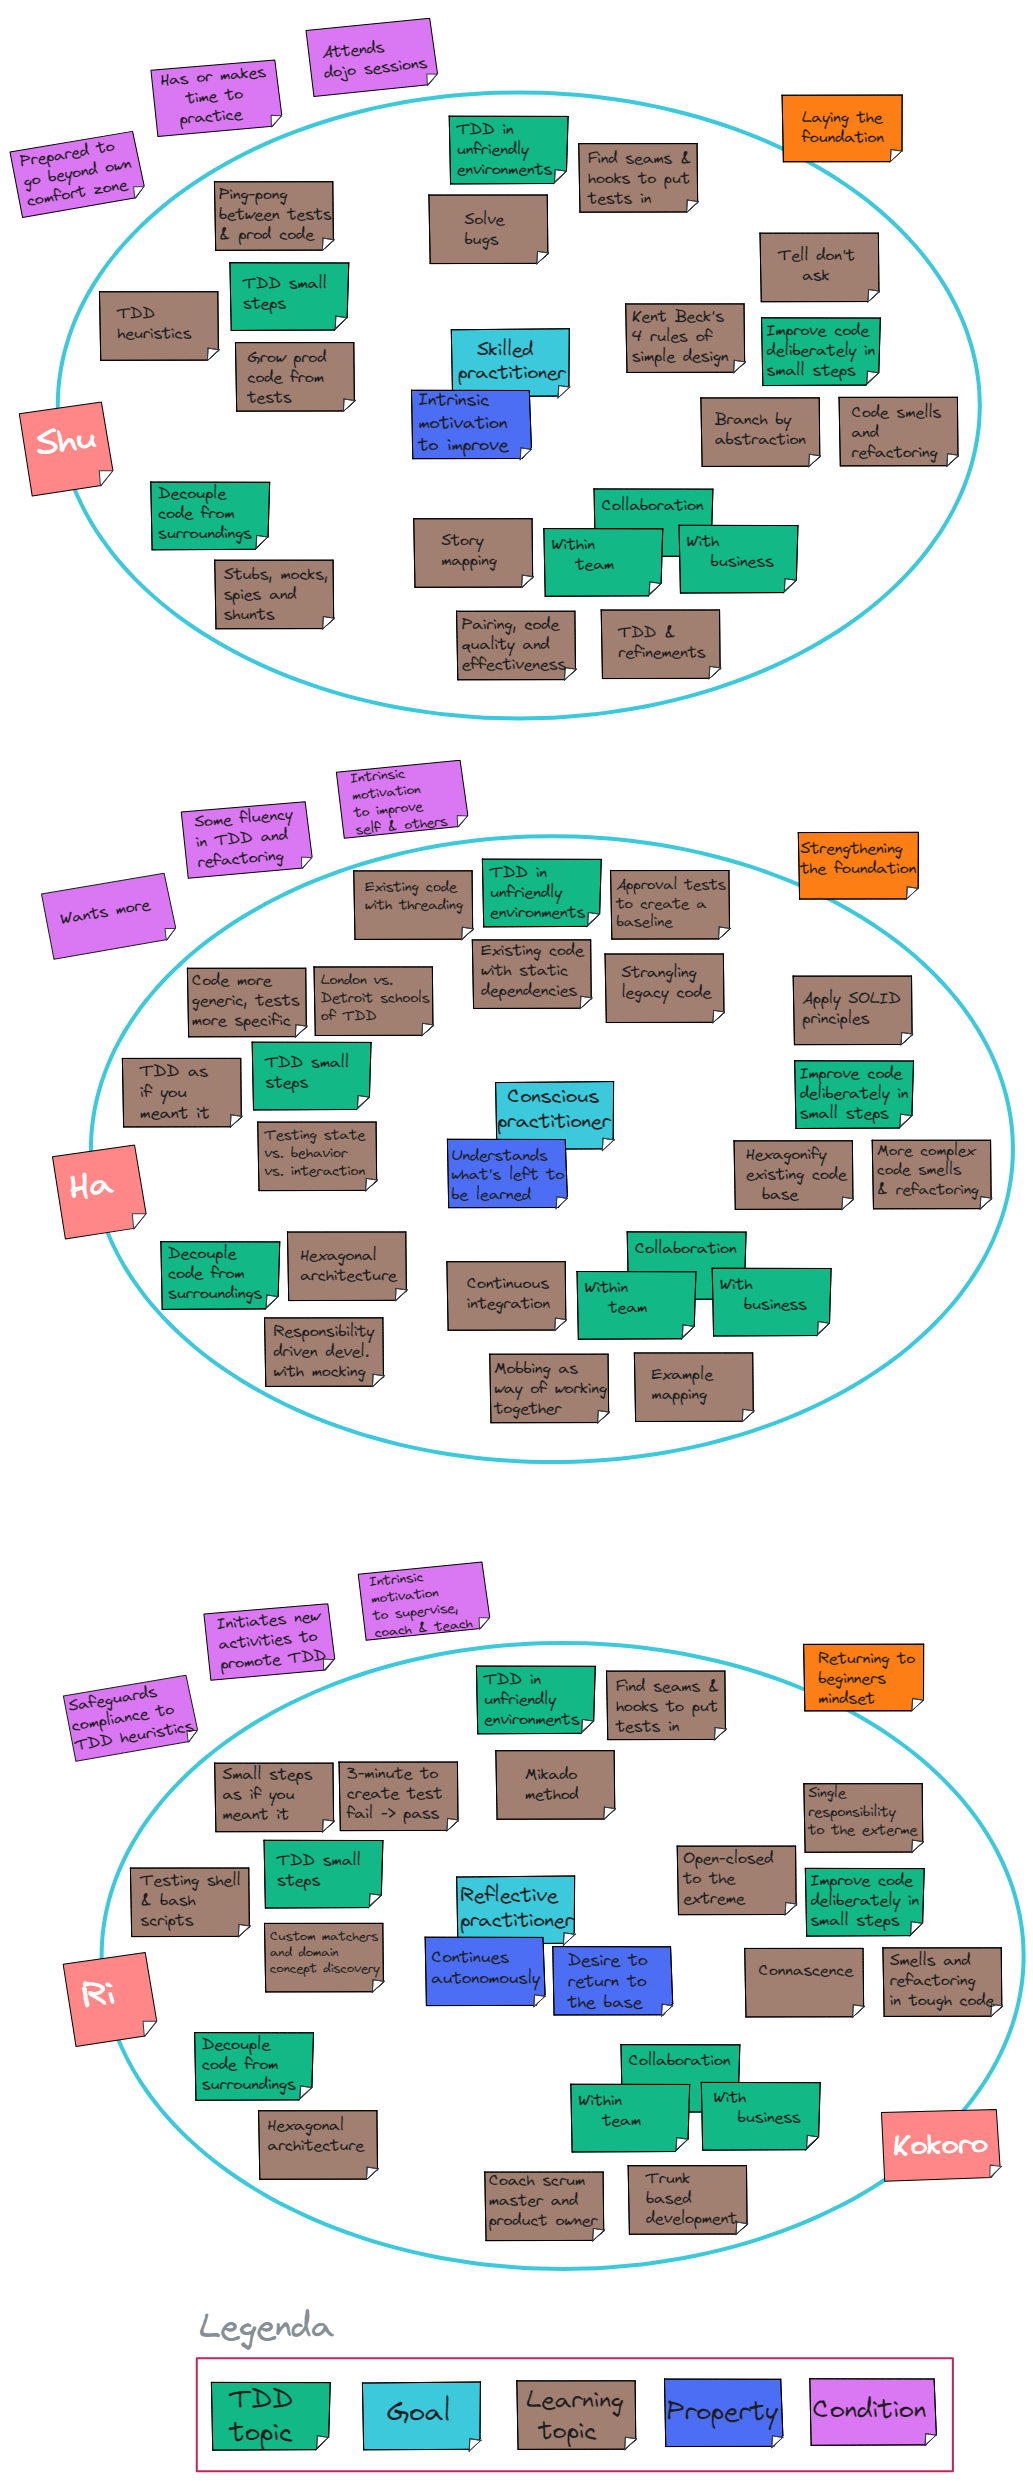 Attends
dojo sessions
Has or makes
time to
practice
Prepared to
go beyond own
comfort zone
Laying the
foundation
TDD in
unfriendly
environments
Find seams &
hooks to put
tests in
Solve
bugs
Ping-pong
between tests
& prod code
TDD small
steps
TDD
heuristics
Grow prod
code from
tests
Tell don't
ask
Kent Beck's
4 rules of
simple design
Improve code
deliberately in
small steps
Branch by
abstraction
Code smells
and
refactoring
Skilled
practitioner
Intrinsic
motivation
to improve
Shu
Decouple
code from
surroundings
Stubs, mocks,
spies and
shunts
Collaboration
Within
team
With
business
Story
mapping
Pairing, code
quality and
effectiveness
TDD &
refinements
Intrinsic
motivation
to improve
self & others
Some fluency
in TDD and
refactoring
Wants more
Strengthening
the foundation
Existing code
with threading
TDD in
unfriendly
environments
Approval tests
to create a
baseline
Existing code
with static
dependencies
Strangling
legacy code
Code more
generic, tests
more specific
London vs.
Detroit schools
of TDD
TDD as
if you
meant it
TDD small
steps
Testing state
vs. behavior
vs. interaction
Apply SOLID
principles
Improve code
deliberately in
small steps
Hexagonify
existing code
base
More complex
code smells
& refactoring
Conscious
practitioner
Understands
what's left to
be learned
Ha
Decouple
code from
surroundings
Hexagonal
architecture
Responsibility
driven devel.
with mocking
Collaboration
Within
team
With
business
Continuous
integration
Mobbing as
way of working
together
Example
mapping
Intrinsic
motivation
to supervise,
coach & teach
Initiates new
activities to
promote TDD
Safeguards
compliance to
TDD heuristics
Returning to
beginners
mindset
TDD in
unfriendly
environments
Find seams &
hooks to put
tests in
Mikado
method
Small steps
as if you
meant it
3-minute to
create test
fail -> pass
TDD small
steps
Testing shell
& bash
scripts
Custom matchers
and domain
concept discovery
Single
responsibility
to the exterme
Open-closed
to the
extreme
Improve code
deliberately in
small steps
Connascence
Smells and
refactoring
in tough code
Reflective
practitioner
Continues
autonomously
Desire to
return to
the base
Ri
Decouple
code from
surroundings
Hexagonal
architecture
Collaboration
Within
team
With
business
Kokoro
Coach scrum
master and
product owner
Trunk
based
development
Legenda
TDD
topic
Goal
Learning
topic
Property
Condition